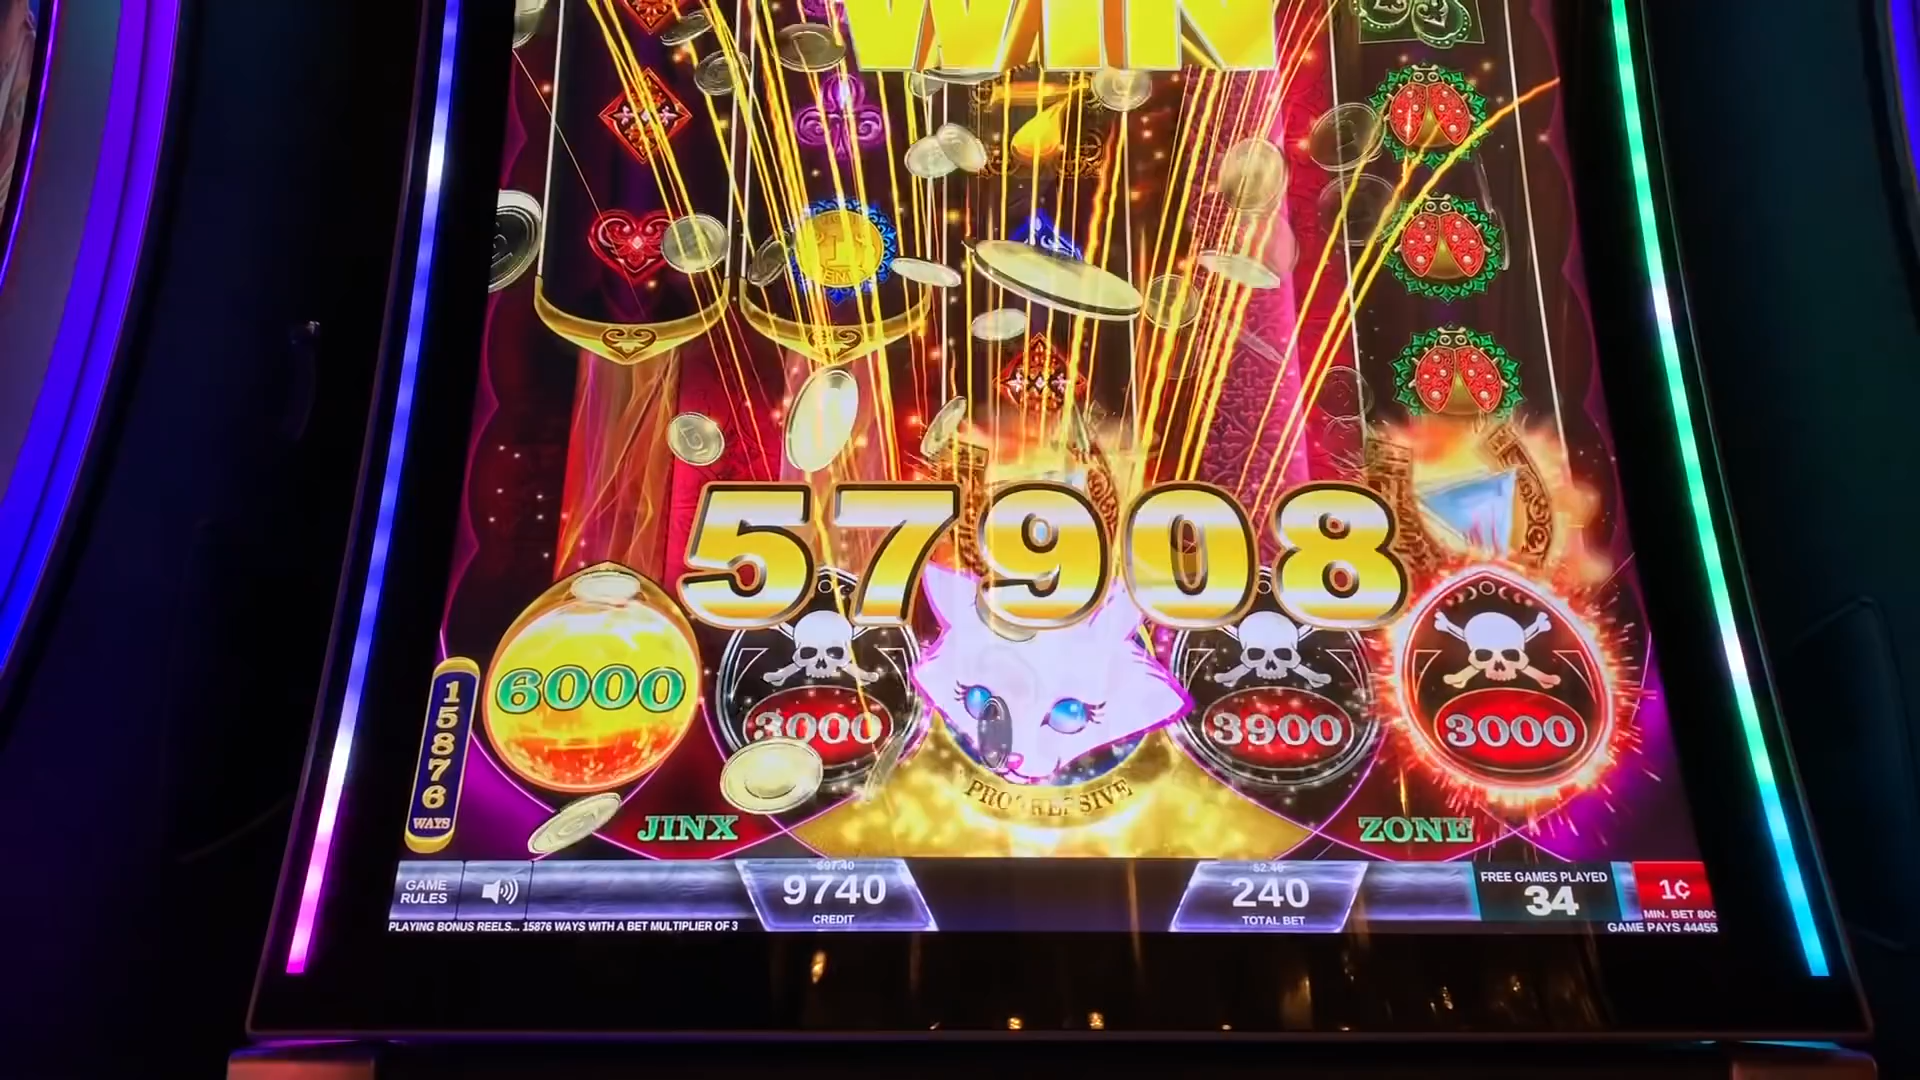 WIN
57908
6000
3000
3900
3000
PROGRESSIVE
15876
WAYS
JINX
ZONE
GAME
RULES
$97.40
9740
CREDIT
240
TOTAL BET
FREE GAMES PLAYED
34
1¢
MIN. BET 80¢
PLAYING BONUS REELS... 15876 WAYS WITH A BET MULTIPLIER OF 3
GAME PAYS 44455